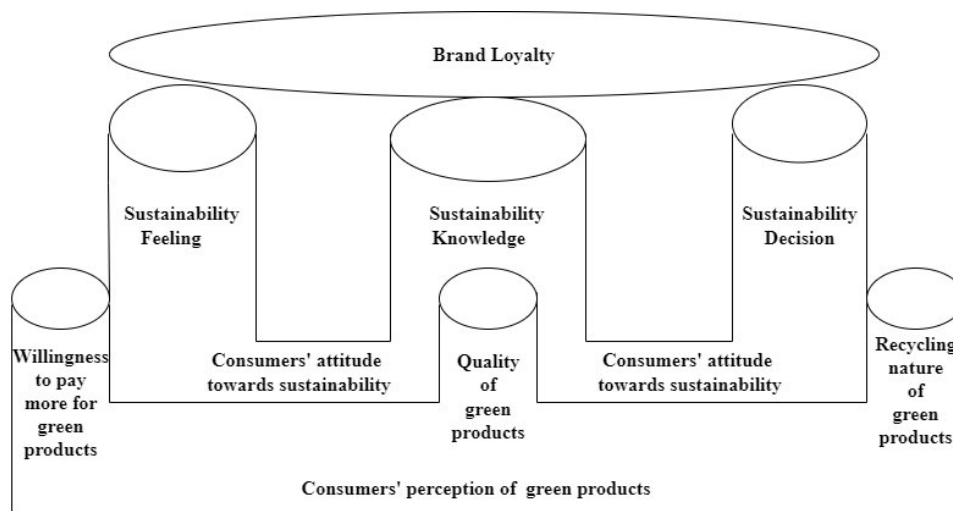 Brand Loyalty
Sustainability
Feeling
Sustainability
Knowledge
Sustainability
Decision
Willingness
to pay
more for
green
products
Consumers' attitude
towards sustainability
Quality
of
green
products
Consumers' attitude
towards sustainability
Recycling
nature
of
green
products
Consumers' perception of green products